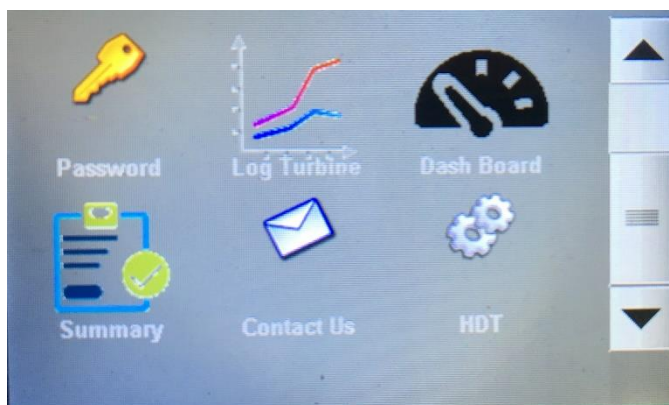 Password
Log Turbine
Dash Board
Summary
Contact Us
HDT